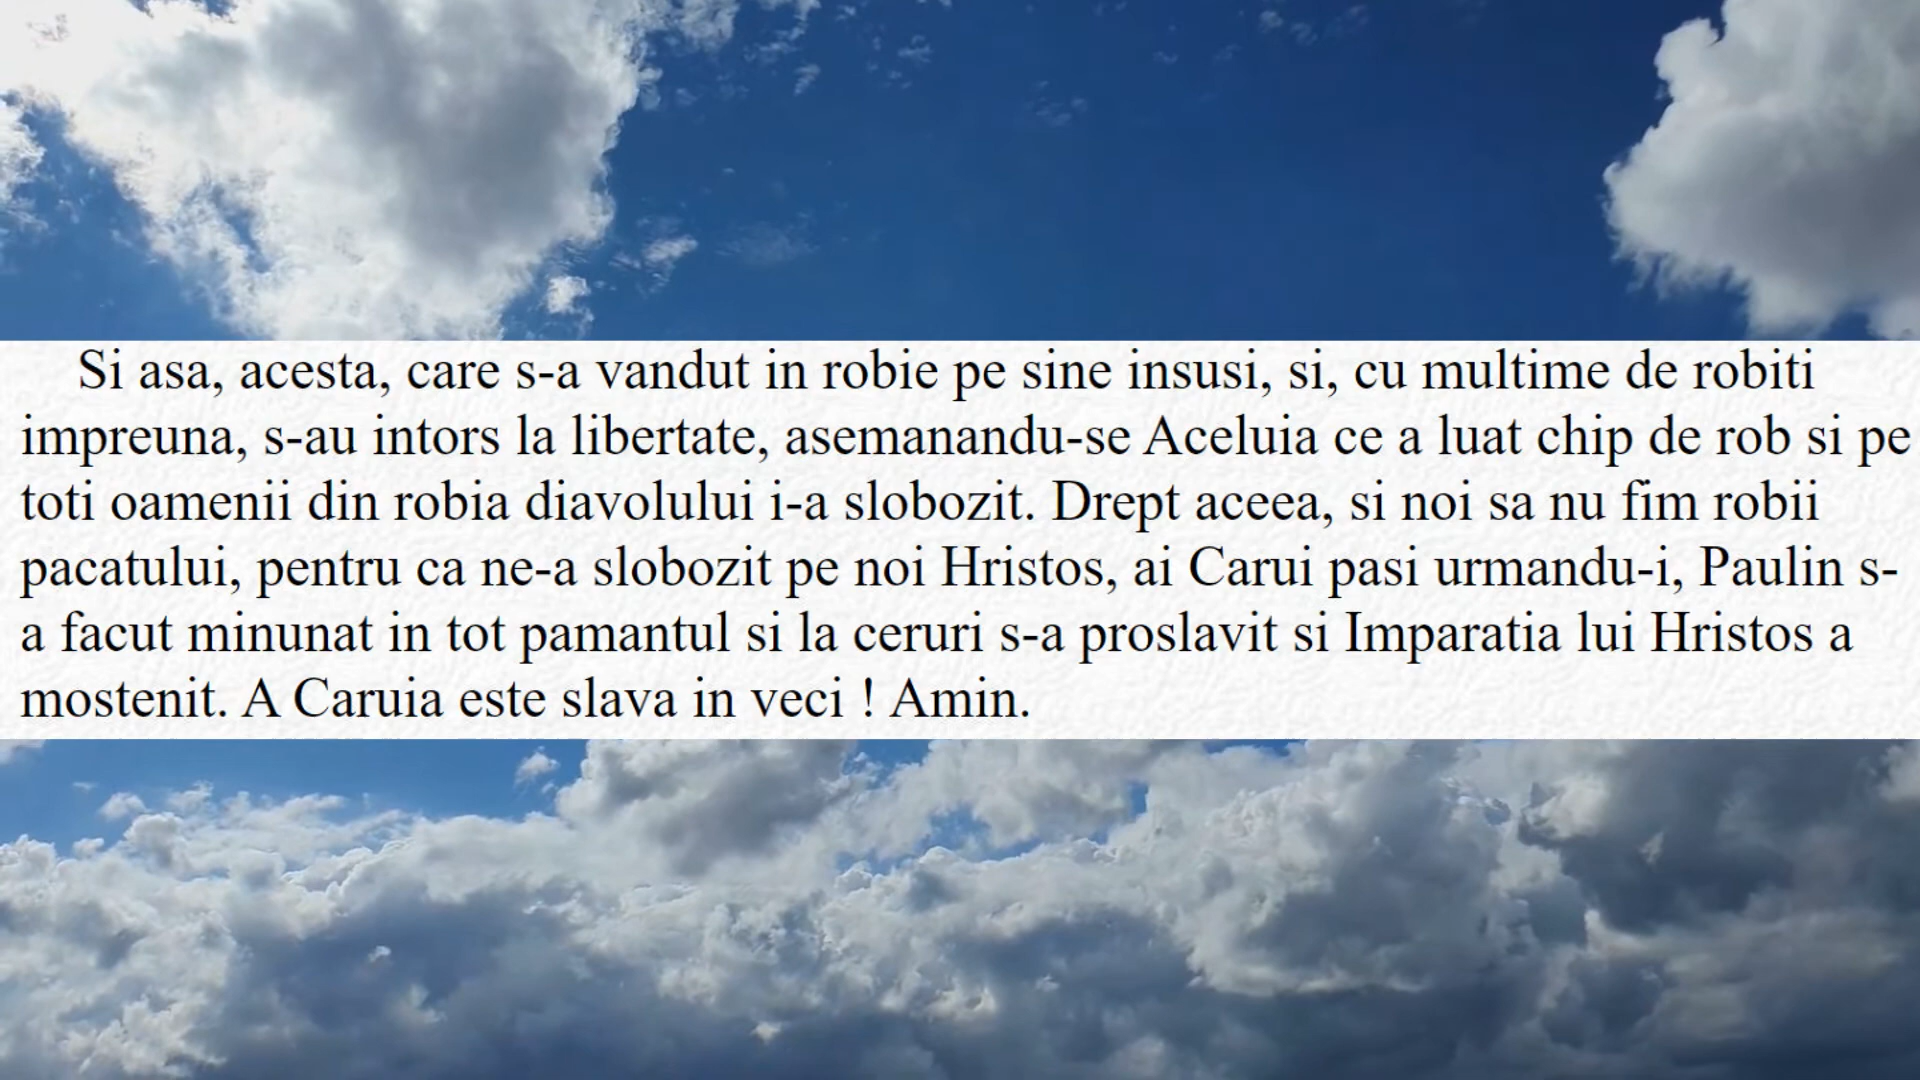 Si asa, acesta, care s-a vandut in robie pe sine insusi, si, cu multime de robiti
impreuna, s-au intors la libertate, asemanandu-se Aceluia ce a luat chip de rob si pe
toti oamenii din robia diavolului i-a slobozit. Drept aceea, si noi sa nu fim robii
pacatului, pentru ca ne-a slobozit pe noi Hristos, ai Carui pasi urmandu-i, Paulin s-
a facut minunat in tot pamantul si la ceruri s-a proslavit si Imparatia lui Hristos a
mostenit. A Caruia este slava in veci ! Amin.